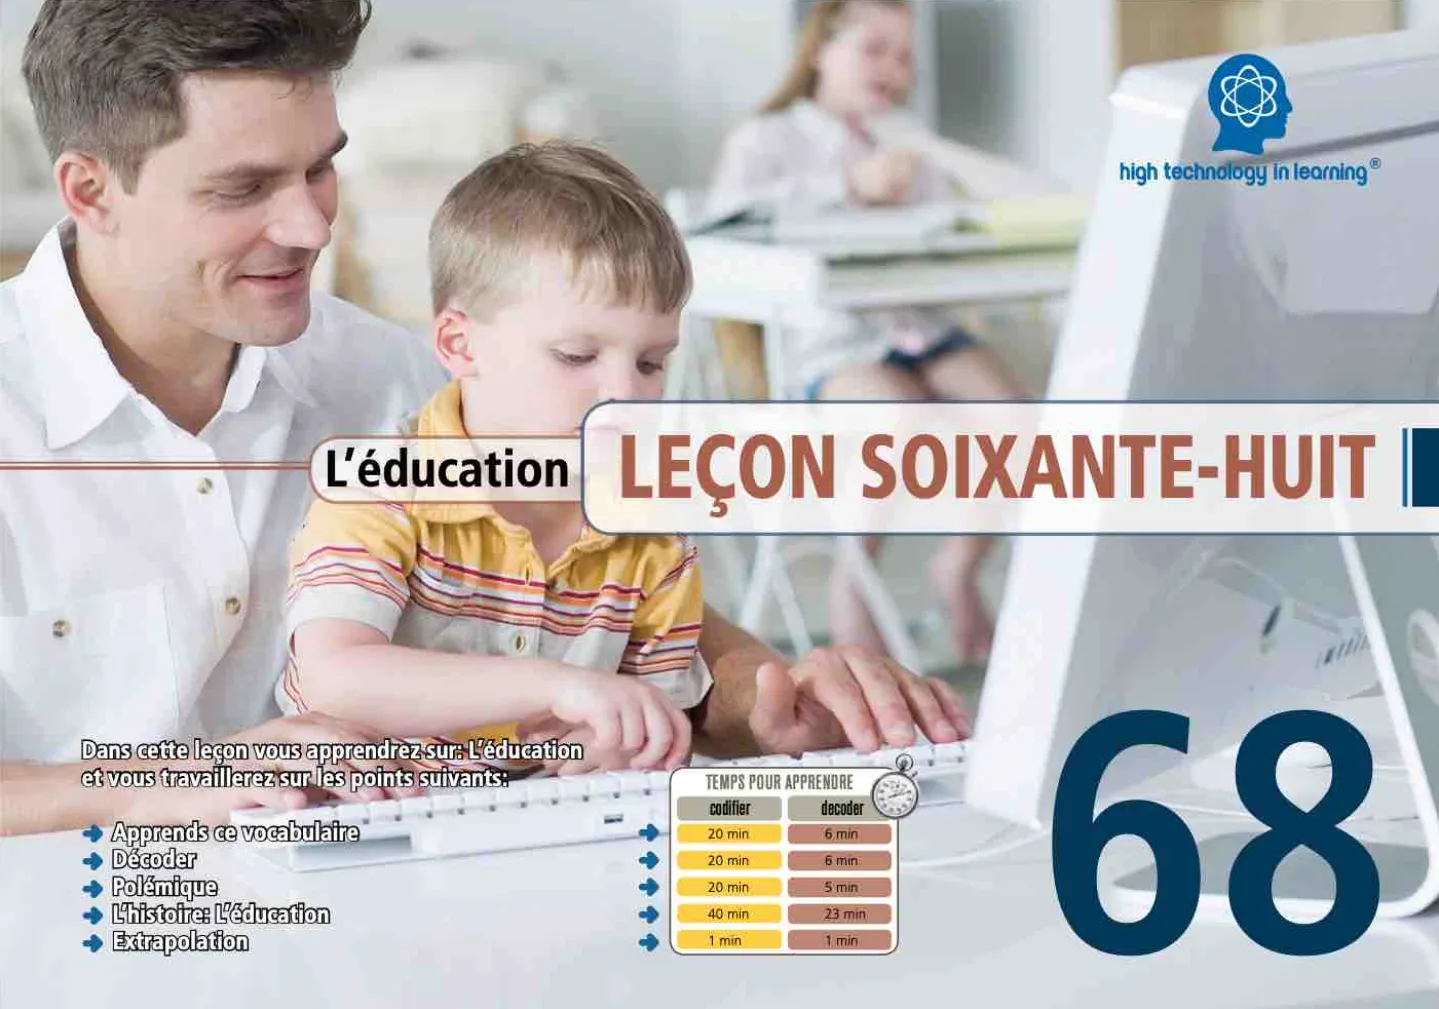 high technology in learning®
L'éducation
LEÇON SOIXANTE-HUIT
Dans cette leçon vous apprendrez sur: L'éducation
et vous travaillerez sur les points suivants:
Apprends ce vocabulaire
Décoder
Polémique
L'histoire: L'éducation
Extrapolation
TEMPS POUR APPRENDRE
codifier decoder
20 min 6 min
20 min 6 min
20 min 5 min
40 min 23 min
1 min 1 min
68